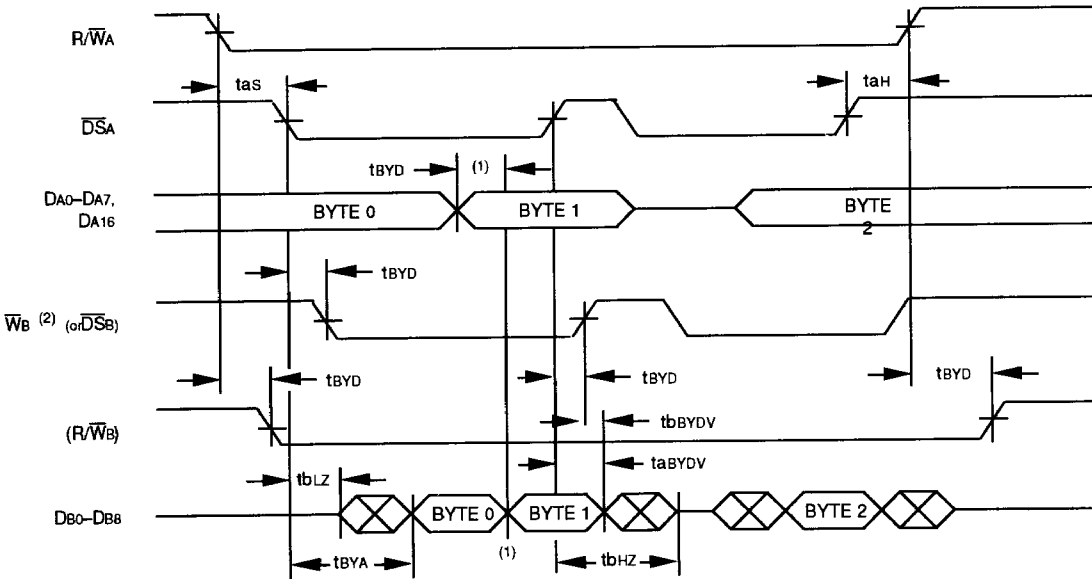 R/W̅A
taS
taH
D̅S̅A
tBYD (1)
DA0–DA7,
DA16
BYTE 0
BYTE 1
BYTE
2
tBYD
W̅B (2) (orD̅S̅B)
tBYD
tBYD
tBYD
(R/W̅B)
tbBYDV
taBYDV
tbLZ
DB0–DB8
BYTE 0
BYTE 1
BYTE 2
(1)
tBYA
tbHZ